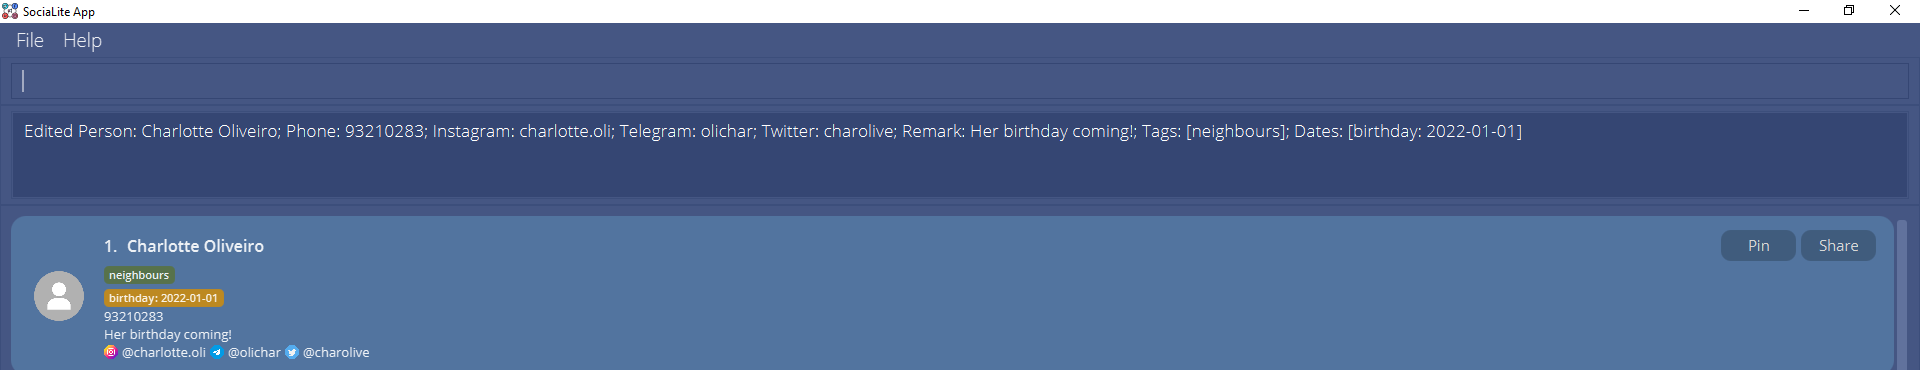 SociaLite App
File Help
Edited Person: Charlotte Oliveiro; Phone: 93210283; Instagram: charlotte.oli; Telegram: olichar; Twitter: charolive; Remark: Her birthday coming!; Tags: [neighbours]; Dates: [birthday: 2022-01-01]
1. Charlotte Oliveiro
Pin Share
neighbours
birthday: 2022-01-01
93210283
Her birthday coming!
@charlotte.oli @olichar @charolive